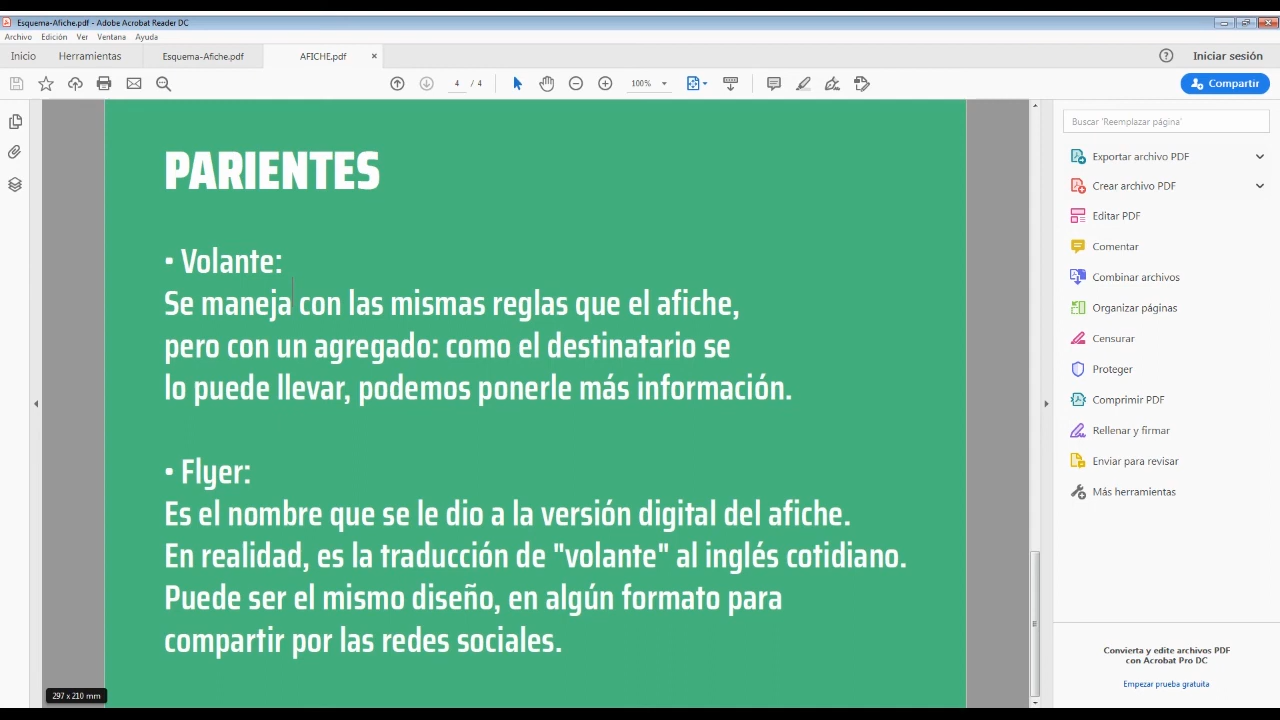 Esquema-Afiche.pdf - Adobe Acrobat Reader DC
Archivo Edición Ver Ventana Ayuda
Inicio Herramientas Esquema-Afiche.pdf AFICHE.pdf × Iniciar sesión
4 / 4 100% Compartir
PARIENTES
• Volante:
Se maneja con las mismas reglas que el afiche,
pero con un agregado: como el destinatario se
lo puede llevar, podemos ponerle más información.
• Flyer:
Es el nombre que se le dio a la versión digital del afiche.
En realidad, es la traducción de "volante" al inglés cotidiano.
Puede ser el mismo diseño, en algún formato para
compartir por las redes sociales.
297 x 210 mm
Buscar 'Reemplazar página'
Exportar archivo PDF
Crear archivo PDF
Editar PDF
Comentar
Combinar archivos
Organizar páginas
Censurar
Proteger
Comprimir PDF
Rellenar y firmar
Enviar para revisar
Más herramientas
Convierta y edite archivos PDF
con Acrobat Pro DC
Empezar prueba gratuita